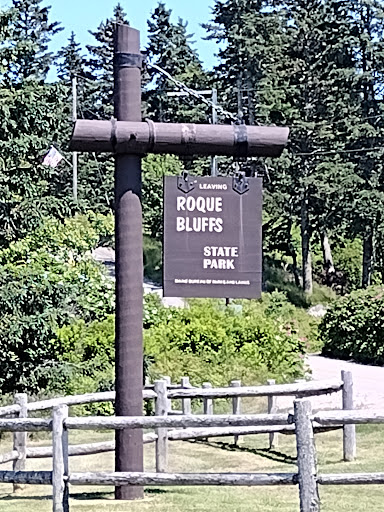 LEAVING
ROQUE
BLUFFS
STATE
PARK
MAINE BUREAU OF PARKS AND LANDS